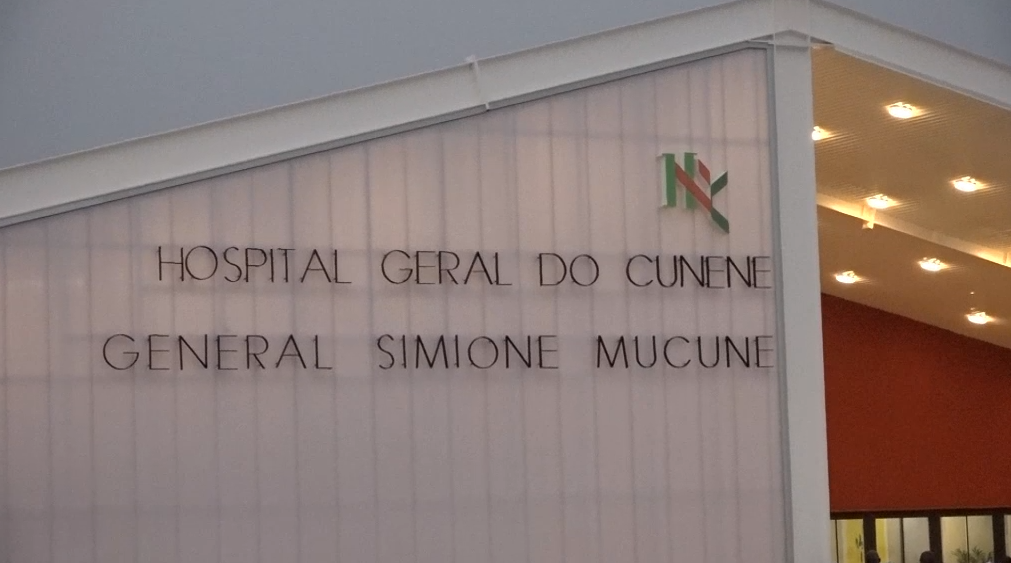 HOSPITAL GERAL DO CUNENE
GENERAL SIMIONE MUCUNE